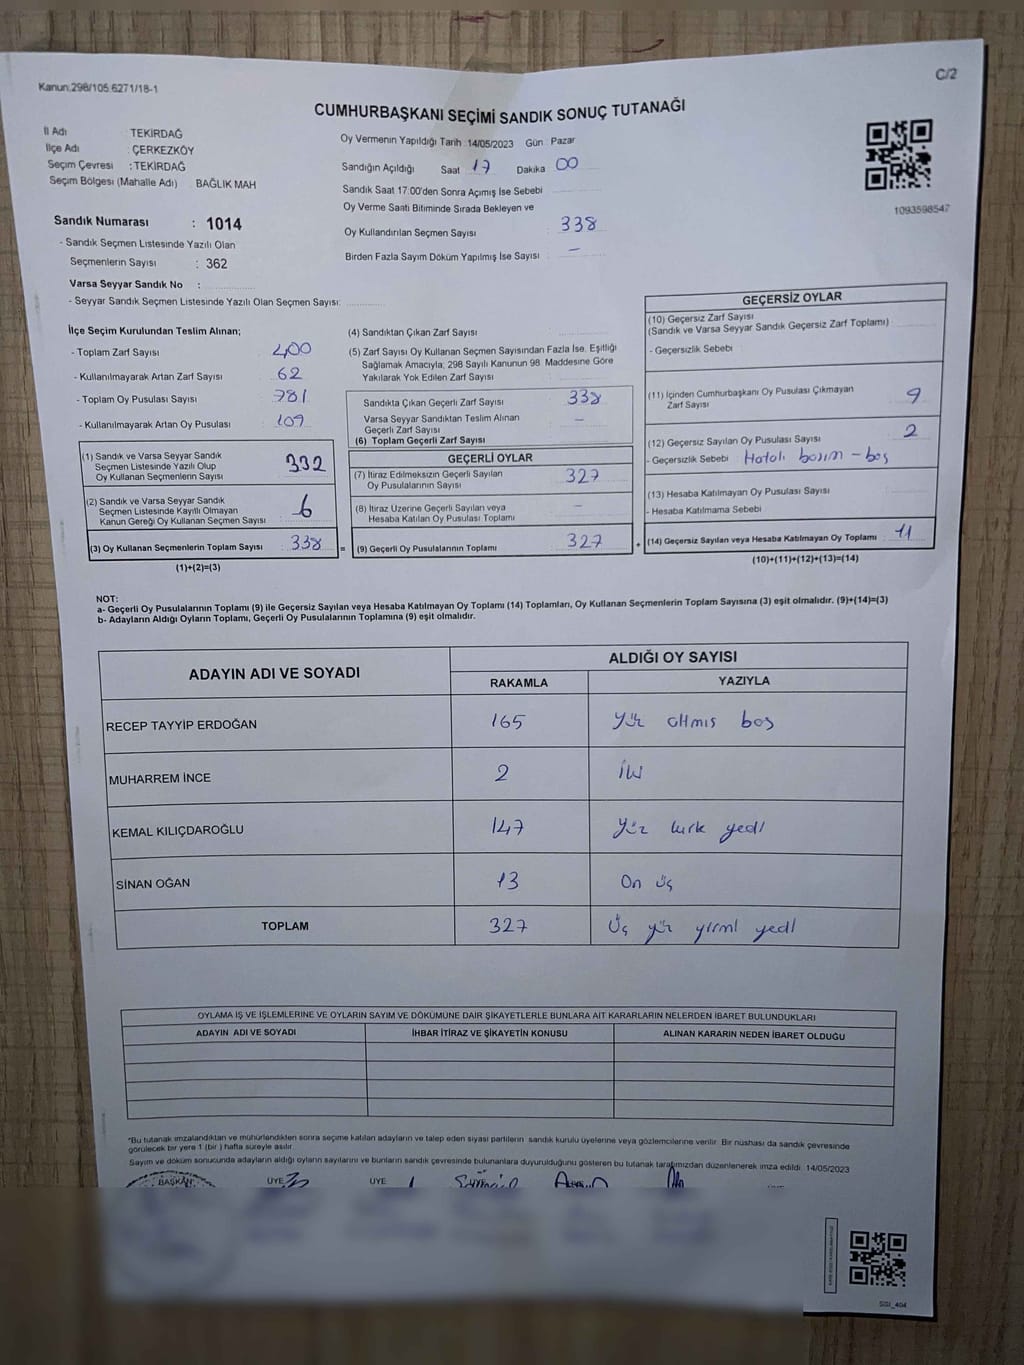 C/2
Kanun:298/105 6271/18-1
CUMHURBAŞKANI SEÇİMİ SANDIK SONUÇ TUTANAĞI
İl Adı : TEKİRDAĞ
İlçe Adı : ÇERKEZKÖY
Seçim Çevresi : TEKİRDAĞ
Seçim Bölgesi (Mahalle Adı) BAĞLIK MAH
Oy Vermenin Yapıldığı Tarih : 14/05/2023 Gün : Pazar
Sandığın Açıldığı Saat 17 Dakika 00
Sandık Saat 17:00'den Sonra Açımış İse Sebebi
Oy Verme Saati Bitiminde Sırada Bekleyen ve
Oy Kullandırılan Seçmen Sayısı : 338
Birden Fazla Sayım Döküm Yapılmış İse Sayısı : –
1093598547
Sandık Numarası : 1014
- Sandık Seçmen Listesinde Yazılı Olan
Seçmenlerin Sayısı : 362
Varsa Seyyar Sandık No :
- Seyyar Sandık Seçmen Listesinde Yazılı Olan Seçmen Sayısı:
İlçe Seçim Kurulundan Teslim Alınan;
- Toplam Zarf Sayısı : 400
- Kullanılmayarak Artan Zarf Sayısı : 62
- Toplam Oy Pusulası Sayısı : 781
- Kullanılmayarak Artan Oy Pusulası : 109
(1) Sandık ve Varsa Seyyar Sandık
Seçmen Listesinde Yazılı Olup
Oy Kullanan Seçmenlerin Sayısı : 332
(2) Sandık ve Varsa Seyyar Sandık
Seçmen Listesinde Kayıtlı Olmayan
Kanun Gereği Oy Kullanan Seçmen Sayısı : 6
(3) Oy Kullanan Seçmenlerin Toplam Sayısı : 338
(1)+(2)=(3)
(4) Sandıktan Çıkan Zarf Sayısı
(5) Zarf Sayısı Oy Kullanan Seçmen Sayısından Fazla İse, Eşitliği
Sağlamak Amacıyla; 298 Sayılı Kanunun 98. Maddesine Göre
Yakılarak Yok Edilen Zarf Sayısı
Sandıkta Çıkan Geçerli Zarf Sayısı : 338
Varsa Seyyar Sandıktan Teslim Alınan
Geçerli Zarf Sayısı : –
(6) Toplam Geçerli Zarf Sayısı
GEÇERLİ OYLAR
(7) İtiraz Edilmeksizin Geçerli Sayılan
Oy Pusulalarının Sayısı : 327
(8) İtiraz Üzerine Geçerli Sayılan veya
Hesaba Katılan Oy Pusulası Toplamı : –
= (9) Geçerli Oy Pusulalarının Toplamı : 327 +
GEÇERSİZ OYLAR
(10) Geçersiz Zarf Sayısı
(Sandık ve Varsa Seyyar Sandık Geçersiz Zarf Toplamı)
- Geçersizlik Sebebi :
(11) İçinden Cumhurbaşkanı Oy Pusulası Çıkmayan
Zarf Sayısı : 9
(12) Geçersiz Sayılan Oy Pusulası Sayısı : 2
- Geçersizlik Sebebi : Hatalı basım – boş
(13) Hesaba Katılmayan Oy Pusulası Sayısı
- Hesaba Katılmama Sebebi
(14) Geçersiz Sayılan veya Hesaba Katılmayan Oy Toplamı : 11
(10)+(11)+(12)+(13)=(14)
NOT:
a- Geçerli Oy Pusulalarının Toplamı (9) ile Geçersiz Sayılan veya Hesaba Katılmayan Oy Toplamı (14) Toplamları, Oy Kullanan Seçmenlerin Toplam Sayısına (3) eşit olmalıdır. (9)+(14)=(3)
b- Adayların Aldığı Oyların Toplamı, Geçerli Oy Pusulalarının Toplamına (9) eşit olmalıdır.
ADAYIN ADI VE SOYADI ALDIĞI OY SAYISI
RAKAMLA YAZIYLA
RECEP TAYYİP ERDOĞAN 165 Yüz altmış beş
MUHARREM İNCE 2 İki
KEMAL KILIÇDAROĞLU 147 Yüz kırk yedi
SİNAN OĞAN 13 On üç
TOPLAM 327 Üç yüz yirmi yedi
OYLAMA İŞ VE İŞLEMLERİNE VE OYLARIN SAYIM VE DÖKÜMÜNE DAİR ŞİKAYETLERLE BUNLARA AİT KARARLARIN NELERDEN İBARET BULUNDUKLARI
ADAYIN ADI VE SOYADI İHBAR İTİRAZ VE ŞİKAYETİN KONUSU ALINAN KARARIN NEDEN İBARET OLDUĞU
*Bu tutanak imzalandıktan ve mühürlendikten sonra seçime katılan adayların ve talep eden siyasi partilerin sandık kurulu üyelerine veya gözlemcilerine verilir. Bir nüshası da sandık çevresinde
görülecek bir yere 1 (bir ) hafta süreyle asılır.
Sayım ve döküm sonucunda adayların aldığı oyların sayılarını ve bunların sandık çevresinde bulunanlara duyurulduğunu gösteren bu tutanak tarafımızdan düzenlenerek imza edildi. 14/05/2023
BAŞKAN ÜYE ÜYE